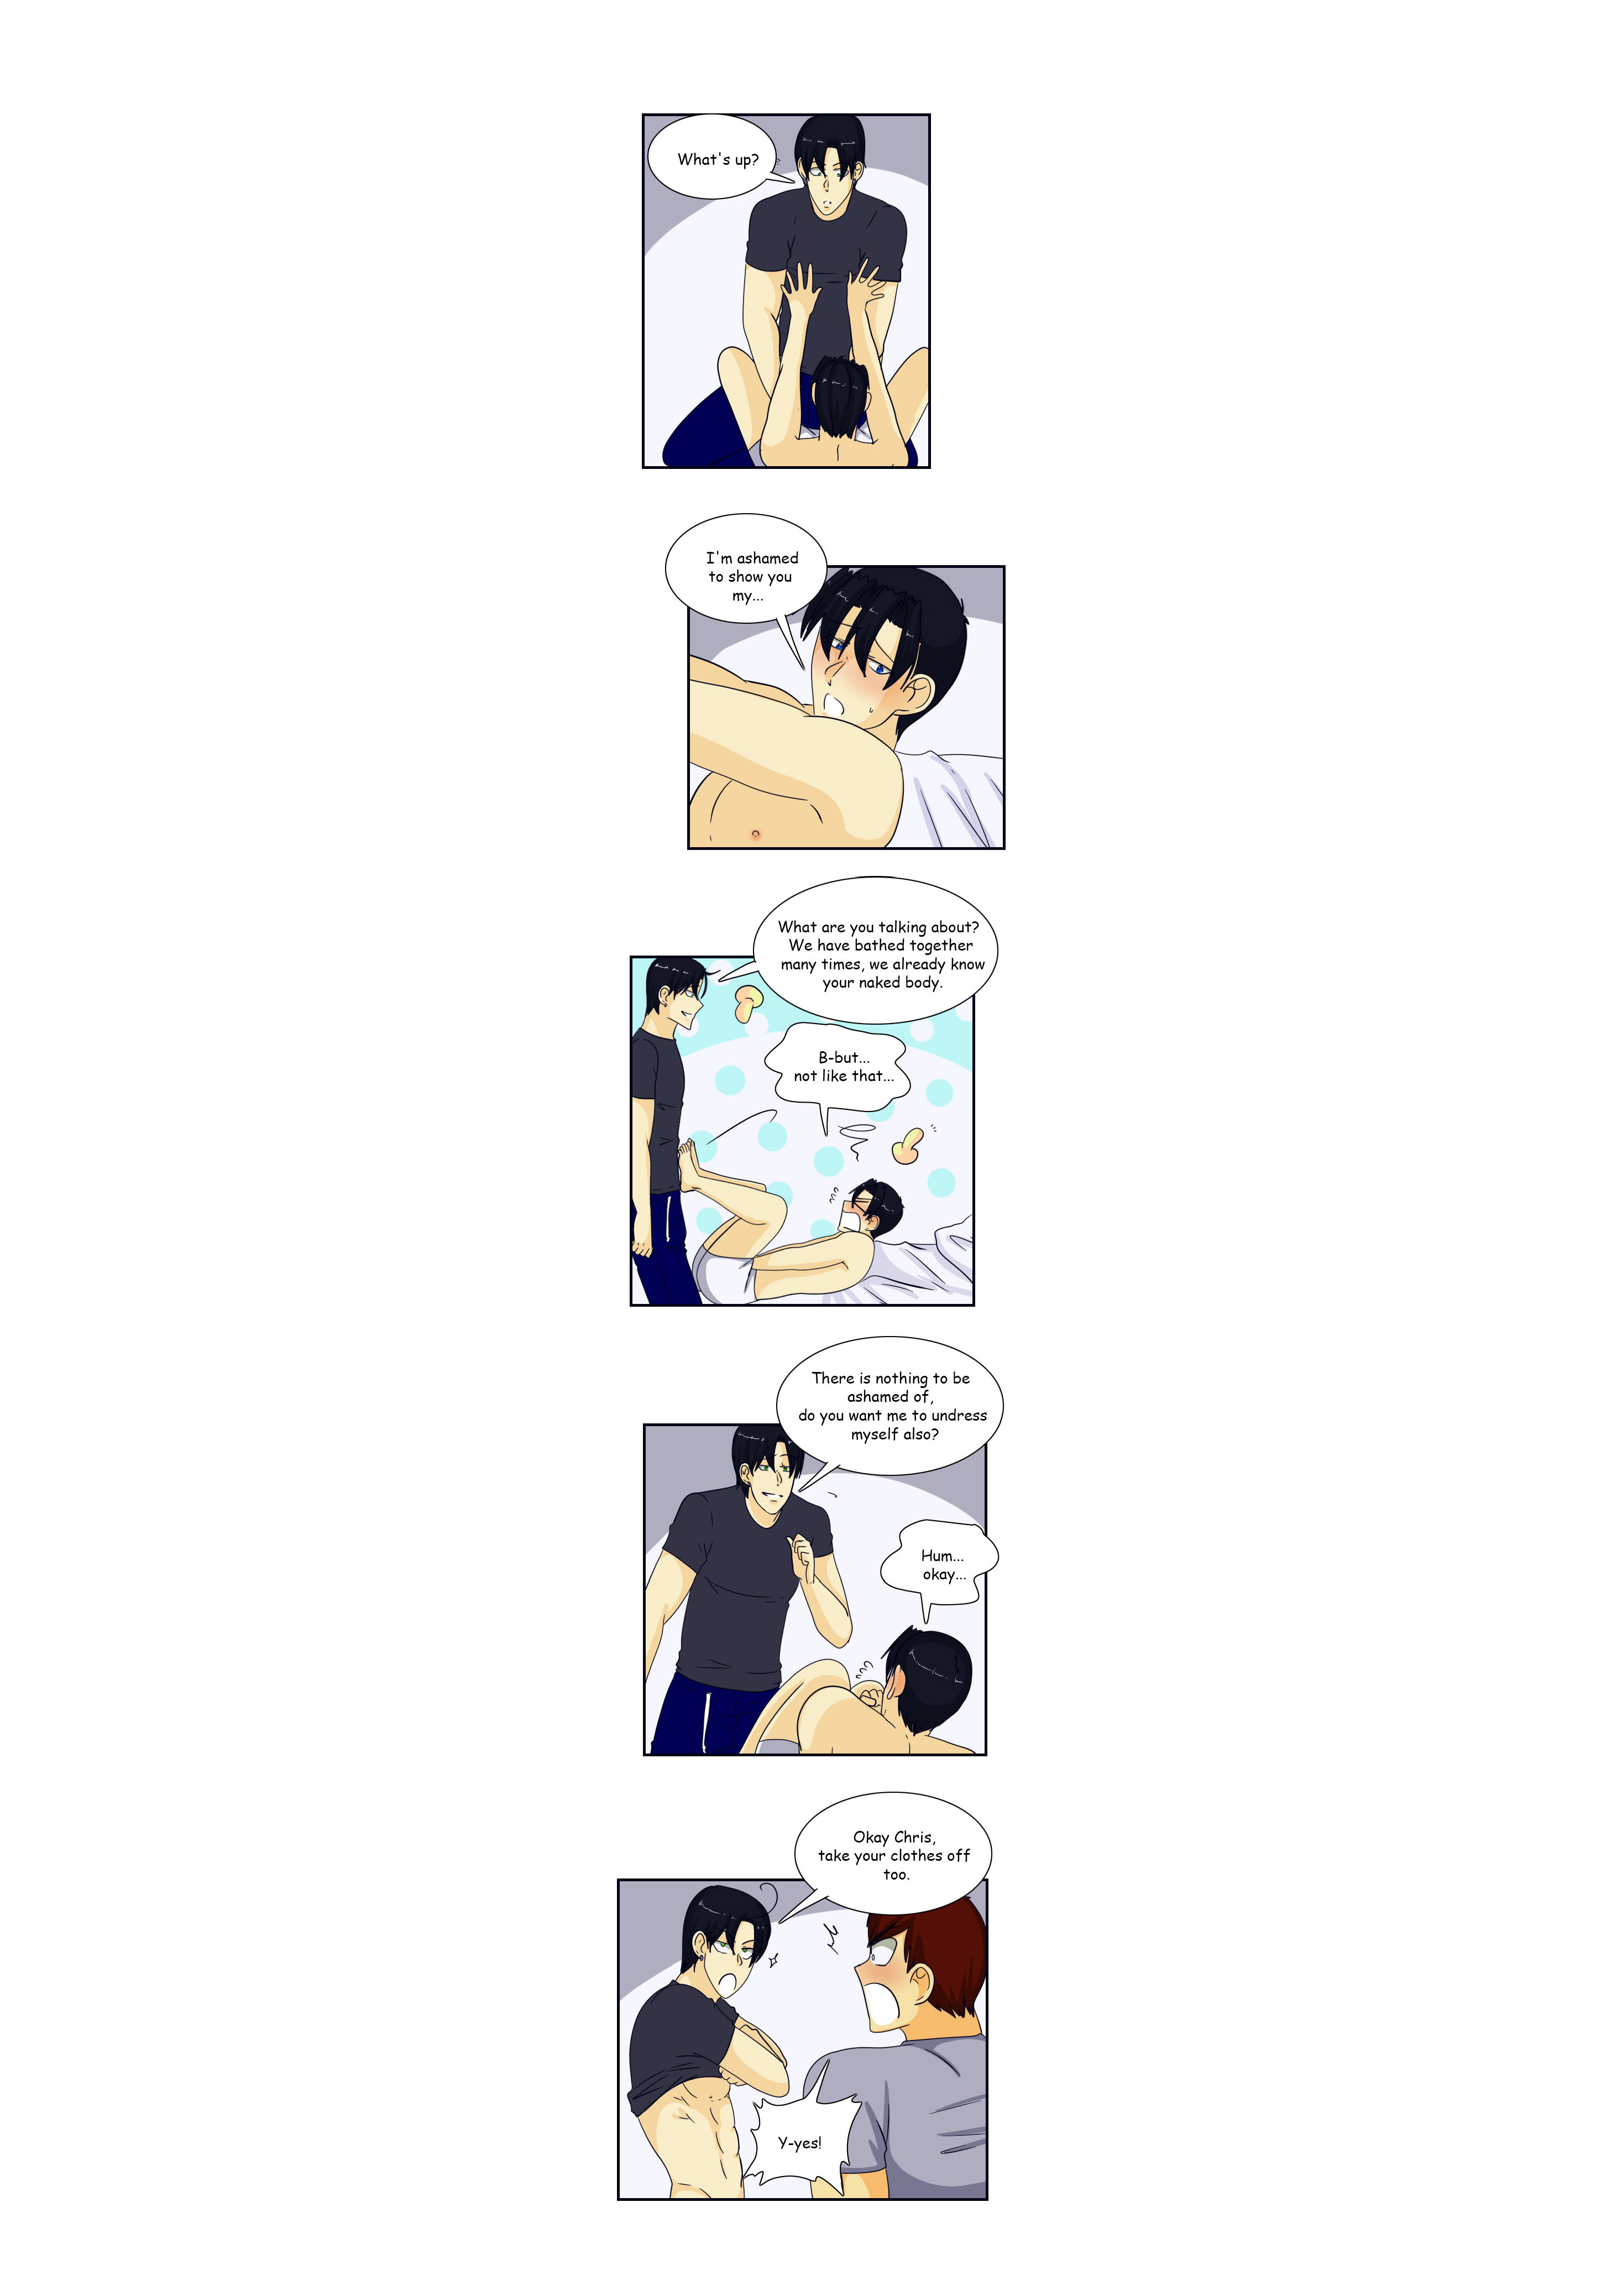 What's up?
I'm ashamed
to show you
my...
What are you talking about?
We have bathed together
many times, we already know
your naked body.
B-but...
not like that...
There is nothing to be
ashamed of,
do you want me to undress
myself also?
Hum...
okay...
Okay Chris,
take your clothes off
too.
Y-yes!